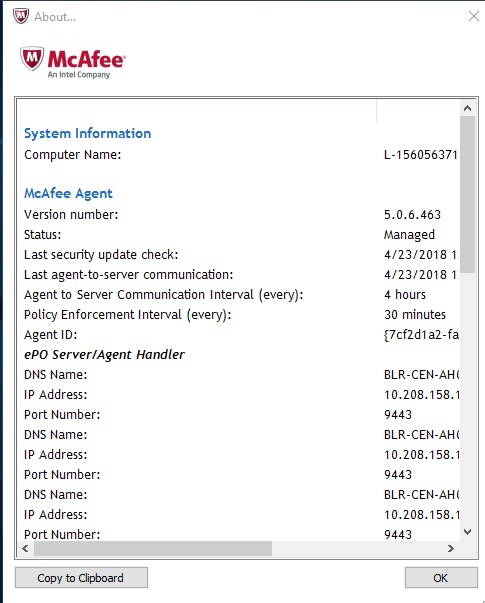 About...
McAfee
An Intel Company
System Information
Computer Name: L-156056371
McAfee Agent
Version number: 5.0.6.463
Status: Managed
Last security update check: 4/23/2018 1
Last agent-to-server communication: 4/23/2018 1
Agent to Server Communication Interval (every): 4 hours
Policy Enforcement Interval (every): 30 minutes
Agent ID: {7cf2d1a2-fa
ePO Server/Agent Handler
DNS Name: BLR-CEN-AH
IP Address: 10.208.158.1
Port Number: 9443
DNS Name: BLR-CEN-AH
IP Address: 10.208.158.1
Port Number: 9443
DNS Name: BLR-CEN-AH
IP Address: 10.208.158.1
Port Number: 9443
Copy to Clipboard OK